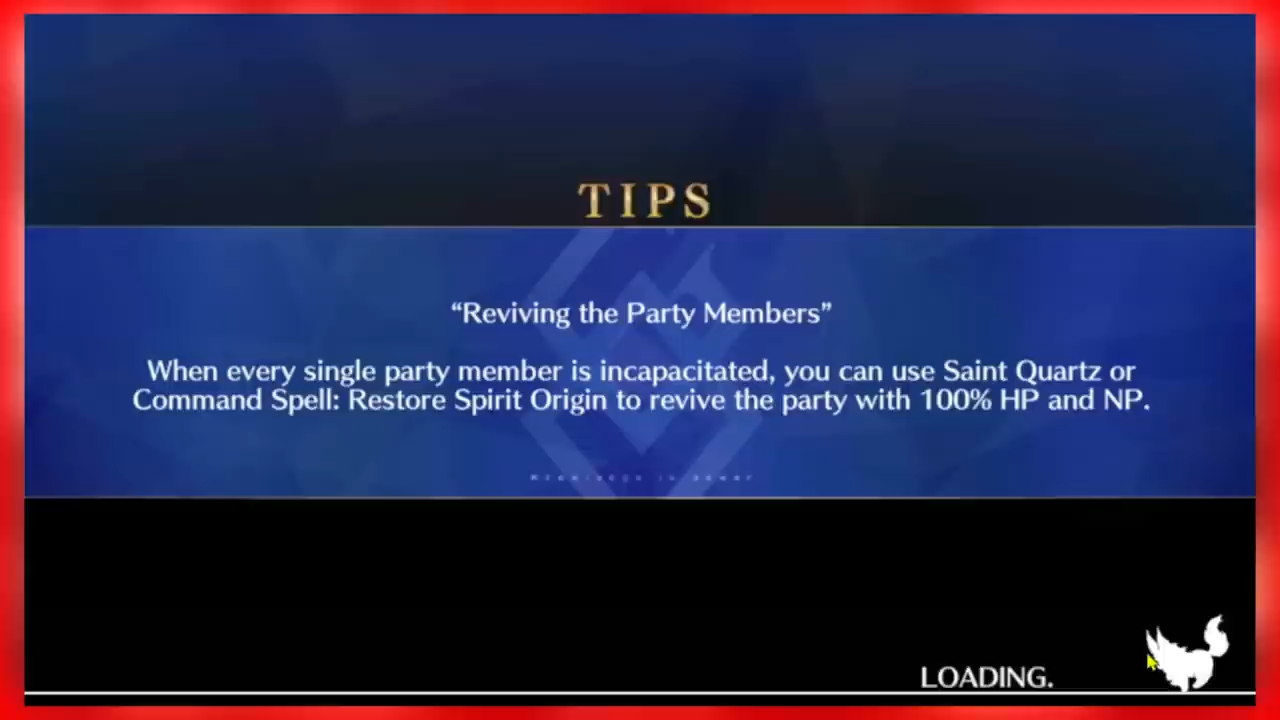 TIPS
“Reviving the Party Members”
When every single party member is incapacitated, you can use Saint Quartz or
Command Spell: Restore Spirit Origin to revive the party with 100% HP and NP.
LOADING.